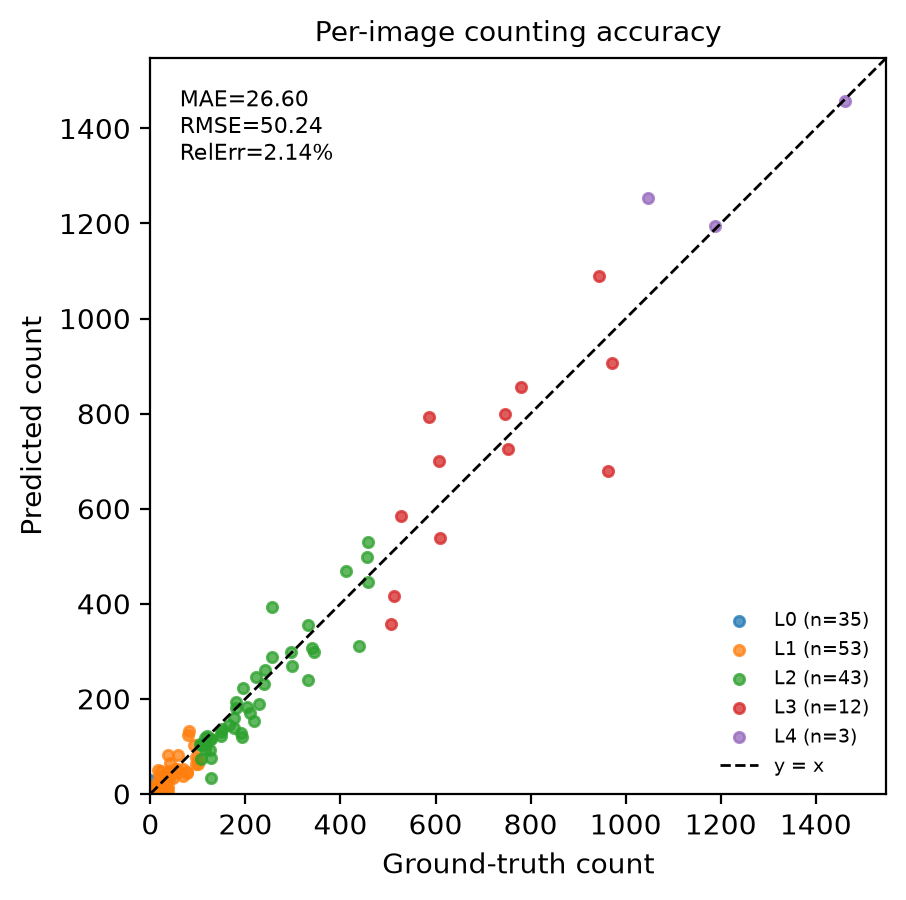 Per-image counting accuracy
MAE=26.60
RMSE=50.24
RelErr=2.14%
Predicted count
1400
1200
1000
800
600
400
200
0
L0 (n=35)
L1 (n=53)
L2 (n=43)
L3 (n=12)
L4 (n=3)
y = x
0 200 400 600 800 1000 1200 1400
Ground-truth count